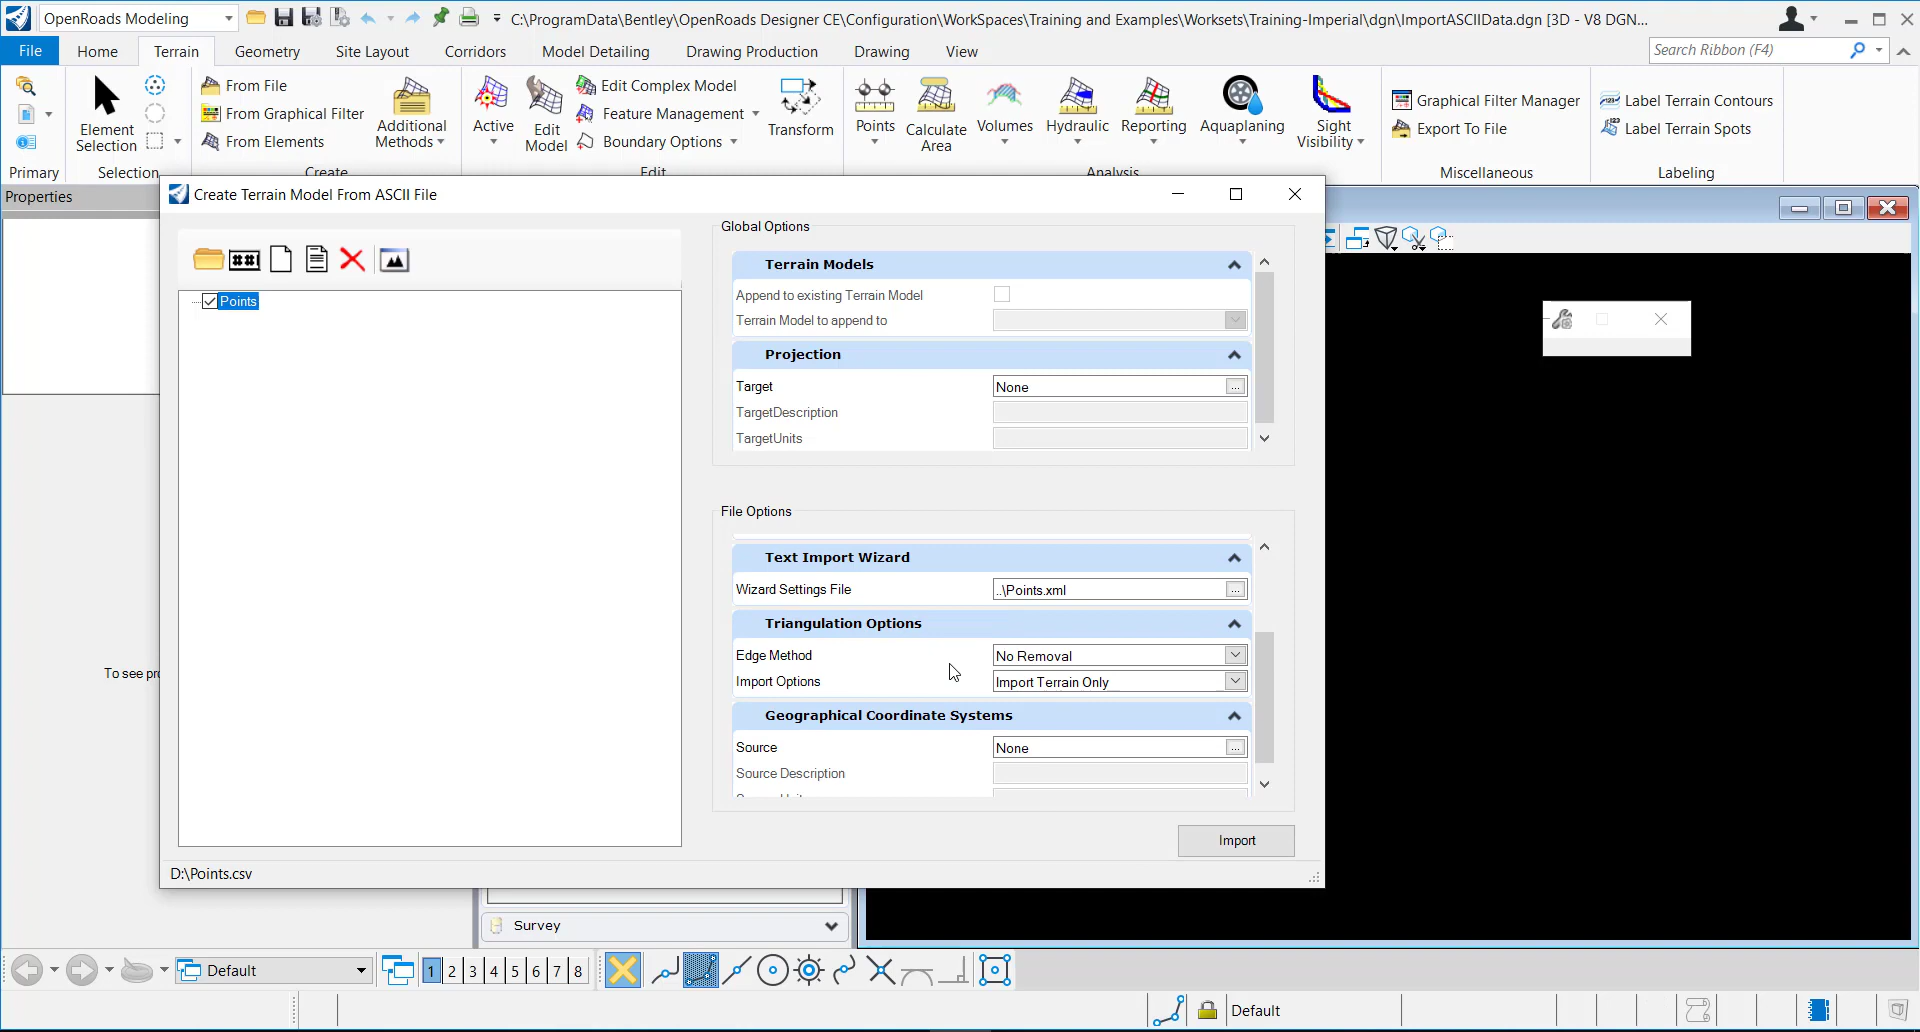 OpenRoads Modeling
C:\ProgramData\Bentley\OpenRoads Designer CE\Configuration\WorkSpaces\Training and Examples\Worksets\Training-Imperial\dgn\ImportASCIIData.dgn [3D - V8 DGN...
File Home Terrain Geometry Site Layout Corridors Model Detailing Drawing Production Drawing View
Search Ribbon (F4)
From File
From Graphical Filter
From Elements
Element Selection
Additional Methods
Active
Edit Model
Edit Complex Model
Feature Management
Boundary Options
Transform
Points
Calculate Area
Volumes
Hydraulic
Reporting
Aquaplaning
Sight Visibility
Graphical Filter Manager
Export To File
Label Terrain Contours
Label Terrain Spots
Primary Selection Create Edit Analysis Miscellaneous Labeling
Properties
Create Terrain Model From ASCII File
Points
Global Options
Terrain Models
Append to existing Terrain Model
Terrain Model to append to
Projection
Target None ...
TargetDescription
TargetUnits
File Options
Text Import Wizard
Wizard Settings File ..\Points.xml ...
Triangulation Options
Edge Method No Removal
Import Options Import Terrain Only
Geographical Coordinate Systems
Source None ...
Source Description
Import
D:\Points.csv
To see pr
Survey
Default
1 2 3 4 5 6 7 8
Default